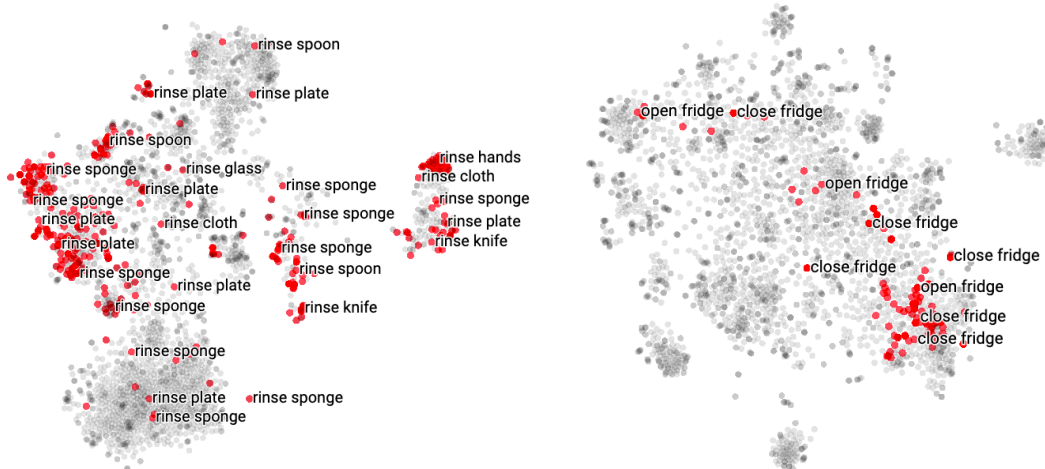 rinse spoon
rinse plate
rinse plate
rinse spoon
rinse sponge
rinse glass
rinse plate
rinse sponge
rinse plate
rinse cloth
rinse plate
rinse sponge
rinse plate
rinse sponge
rinse sponge
rinse sponge
rinse sponge
rinse spoon
rinse knife
rinse hands
rinse cloth
rinse sponge
rinse plate
rinse knife
rinse sponge
rinse plate
rinse sponge
rinse sponge
open fridge
close fridge
open fridge
close fridge
close fridge
close fridge
open fridge
close fridge
close fridge